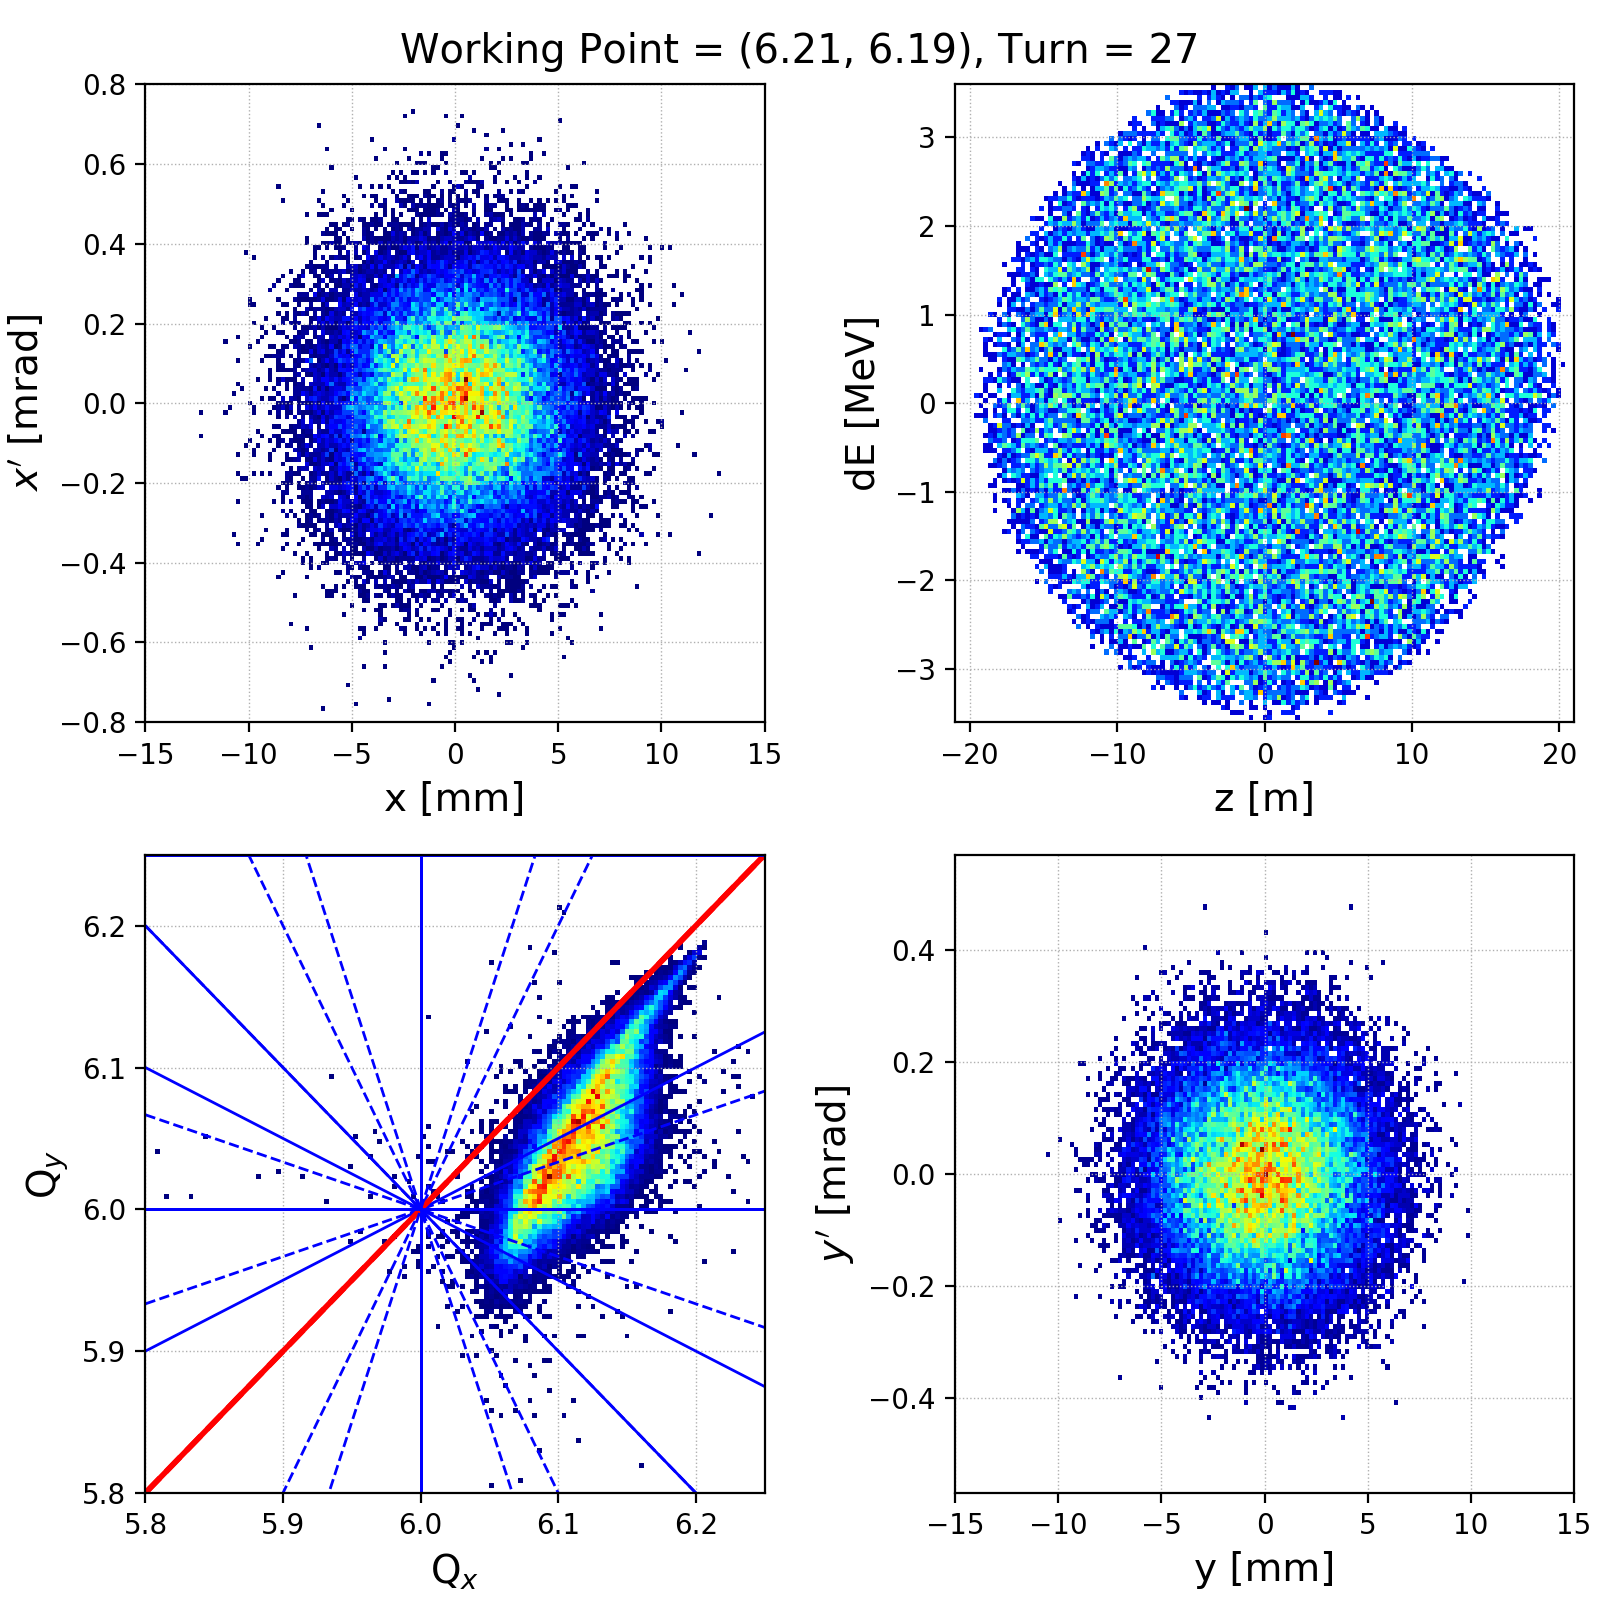 Working Point = (6.21, 6.19), Turn = 27
0.8
0.6
0.4
0.2
0.0
−0.2
−0.4
−0.6
−0.8
x′ [mrad]
−15 −10 −5 0 5 10 15
x [mm]
3
2
1
0
−1
−2
−3
dE [MeV]
−20 −10 0 10 20
z [m]
6.2
6.1
6.0
5.9
5.8
Qy
5.8 5.9 6.0 6.1 6.2
Qx
0.4
0.2
0.0
−0.2
−0.4
y′ [mrad]
−15 −10 −5 0 5 10 15
y [mm]